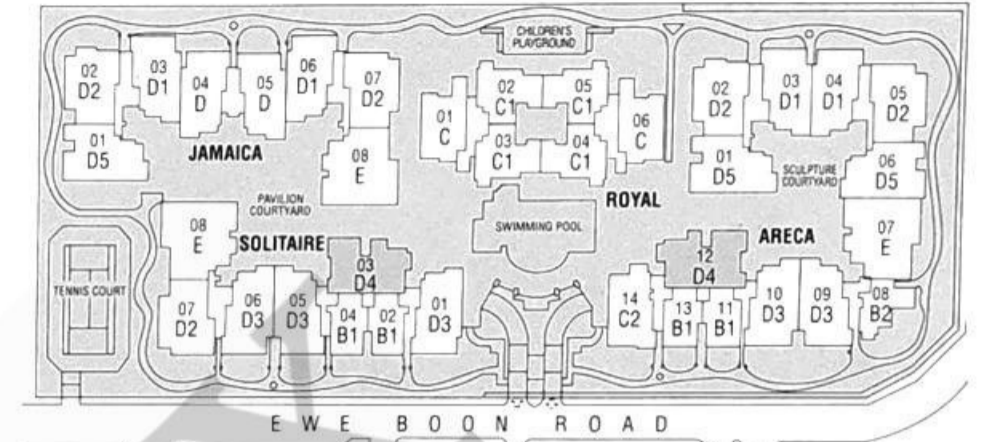 CHILDREN'S
PLAYGROUND
02
D2
03
D1
04
D
05
D
06
D1
07
D2
01
D5
08
E
JAMAICA
01
C
02
C1
05
C1
06
C
03
C1
04
C1
ROYAL
02
D2
03
D1
04
D1
05
D2
01
D5
SCULPTURE
COURTYARD
06
D5
07
E
ARECA
PAVILION
COURTYARD
SWIMMING POOL
08
E
SOLITAIRE
03
D4
TENNIS COURT
07
D2
06
D3
05
D3
04
B1
02
B1
01
D3
12
D4
14
C2
13
B1
11
B1
10
D3
09
D3
08
B2
EWE BOON ROAD